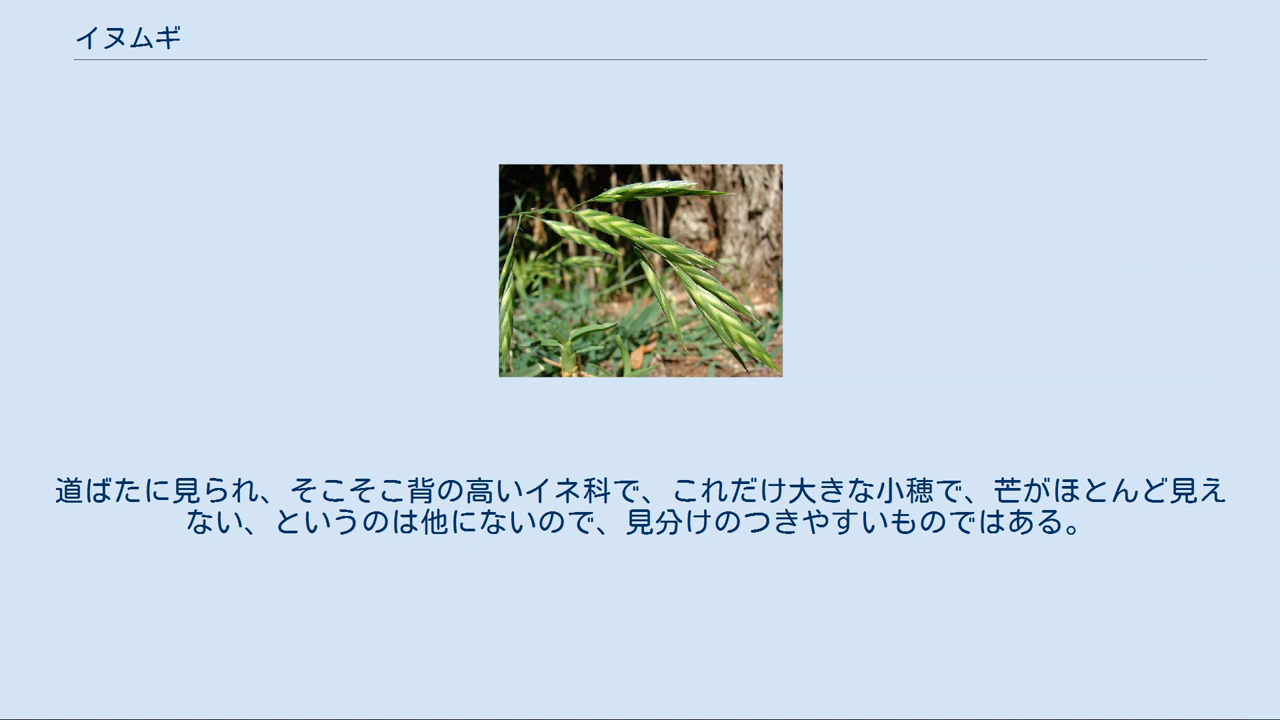 イヌムギ
道ばたに見られ、そこそこ背の高いイネ科で、これだけ大きな小穂で、芒がほとんど見え
ない、というのは他にないので、見分けのつきやすいものではある。